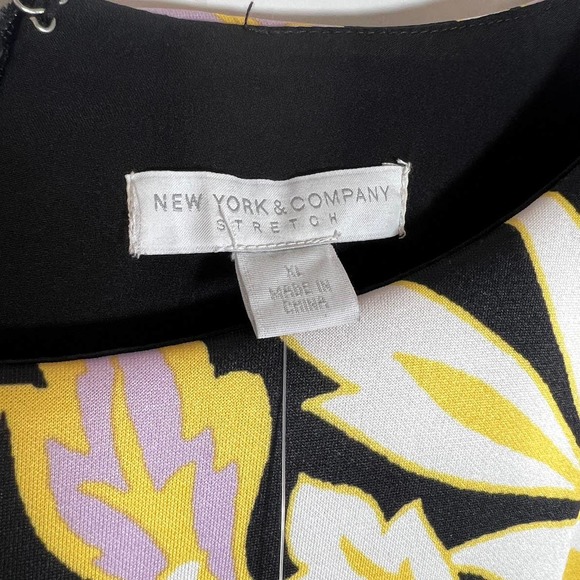 NEW YORK & COMPANY
STRETCH
XL
MADE IN
CHINA